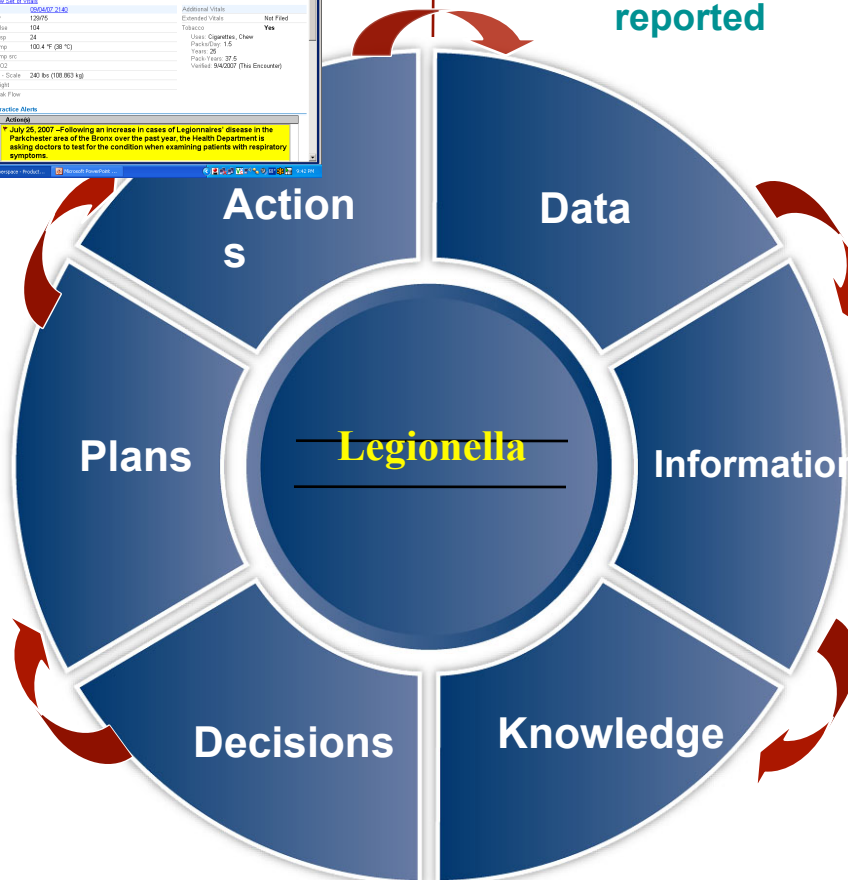 reported
09/04/07 2140
129/75
104
24
100.4 °F (38 °C)
240 lbs (108.863 kg)
Additional Vitals
Extended Vitals Not Filed
Tobacco Yes
Uses: Cigarettes, Chew
Packs/Day: 1.5
Years: 25
Pack-Years: 37.5
Verified: 9/4/2007 (This Encounter)
Alerts
Action(s)
July 25, 2007 –Following an increase in cases of Legionnaires' disease in the
Parkchester area of the Bronx over the past year, the Health Department is
asking doctors to test for the condition when examining patients with respiratory
symptoms.
Microsoft PowerPoint ...
9:42 PM
Action
s
Data
Plans
Legionella
Information
Decisions
Knowledge